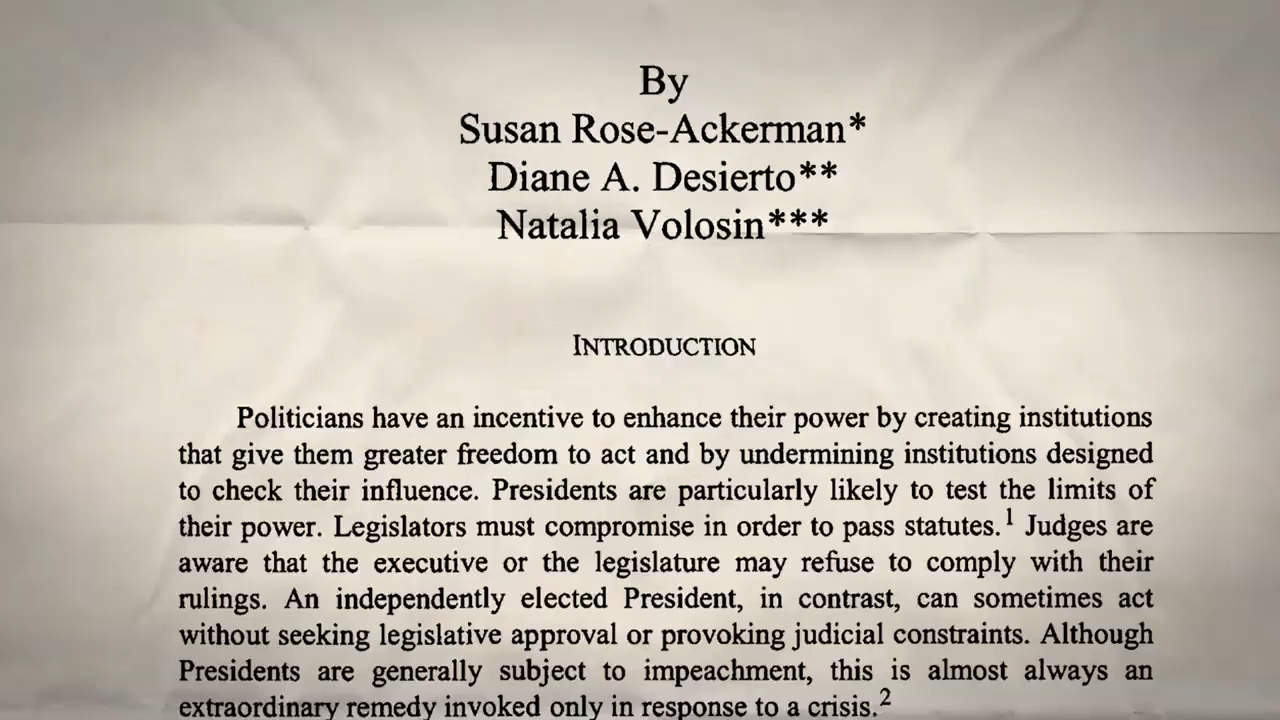 By
Susan Rose-Ackerman*
Diane A. Desierto**
Natalia Volosin***
INTRODUCTION
Politicians have an incentive to enhance their power by creating institutions
that give them greater freedom to act and by undermining institutions designed
to check their influence. Presidents are particularly likely to test the limits of
their power. Legislators must compromise in order to pass statutes.1 Judges are
aware that the executive or the legislature may refuse to comply with their
rulings. An independently elected President, in contrast, can sometimes act
without seeking legislative approval or provoking judicial constraints. Although
Presidents are generally subject to impeachment, this is almost always an
extraordinary remedy invoked only in response to a crisis.2